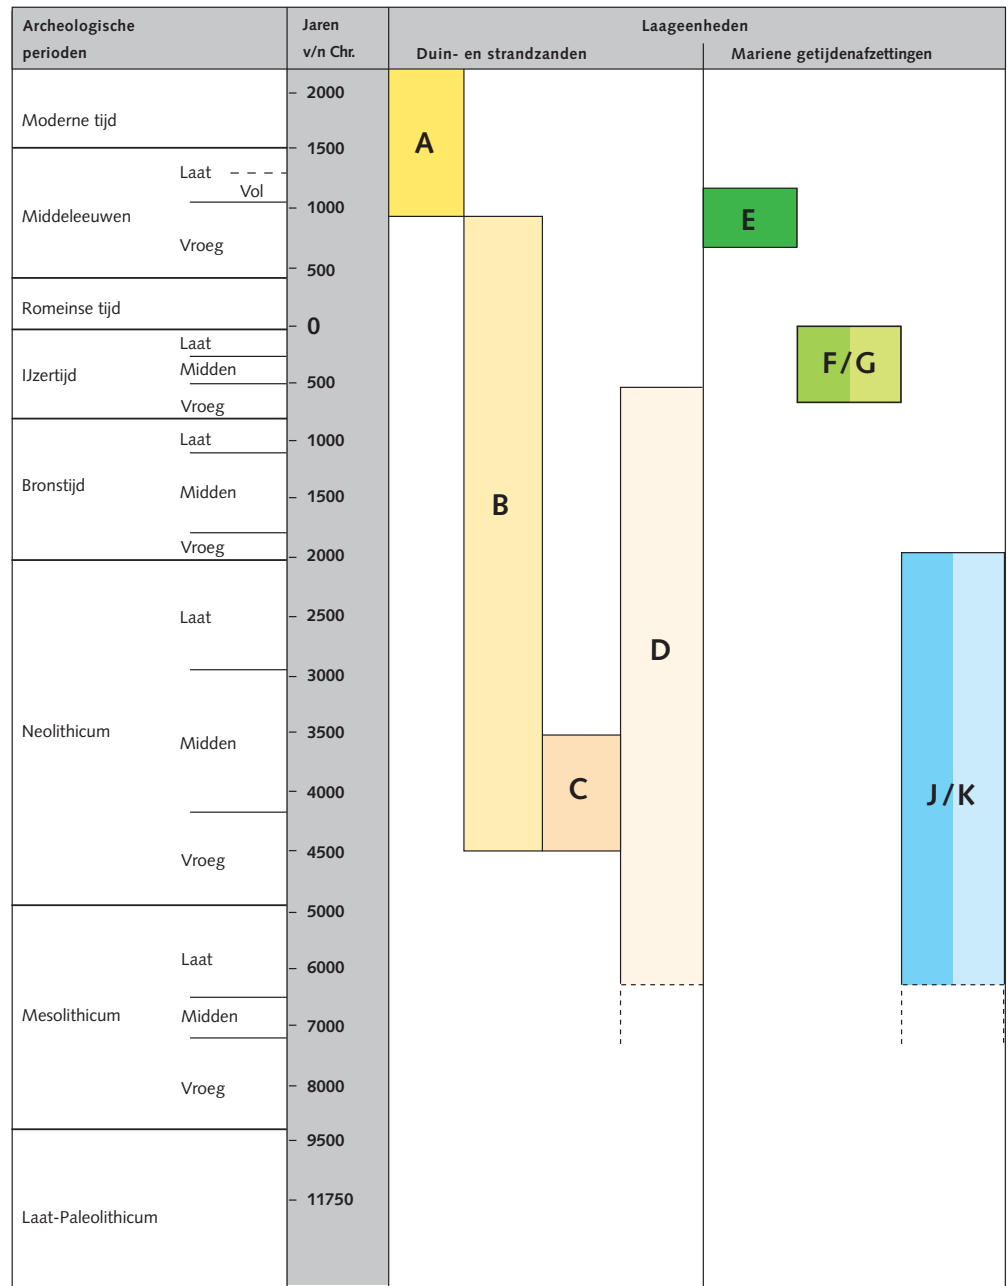 Archeologische perioden
Jaren v/n Chr.
Laageenheden
Duin- en strandzanden
Mariene getijdenafzettingen
Moderne tijd
Middeleeuwen
Laat
Vol
Vroeg
Romeinse tijd
IJzertijd
Laat
Midden
Vroeg
Bronstijd
Laat
Midden
Vroeg
Neolithicum
Laat
Midden
Vroeg
Mesolithicum
Laat
Midden
Vroeg
Laat-Paleolithicum
2000
1500
1000
500
0
500
1000
1500
2000
2500
3000
3500
4000
4500
5000
6000
7000
8000
9500
11750
A
B
C
D
E
F/G
J/K